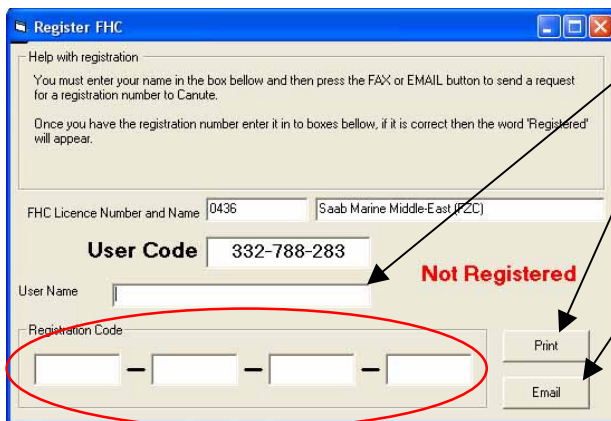 Register FHC
Help with registration
You must enter your name in the box bellow and then press the FAX or EMAIL button to send a request
for a registration number to Canute.
Once you have the registration number enter it in to boxes bellow, if it is correct then the word 'Registered'
will appear.
FHC Licence Number and Name 0436 Saab Marine Middle-East (FZC)
User Code 332-788-283
Not Registered
User Name
Registration Code
Print
Email